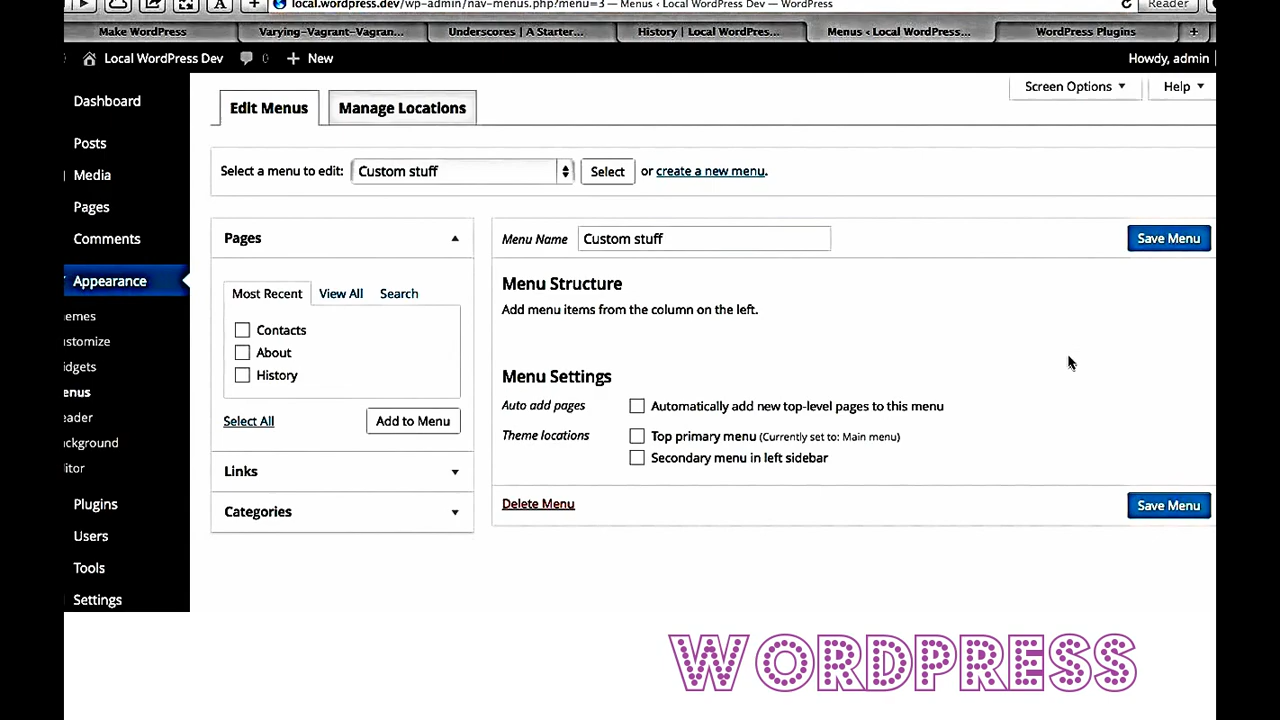 local.wordpress.dev/wp-admin/nav-menus.php?menu=3 — Menus ‹ Local WordPress Dev — WordPress
Reader
Make WordPress
Varying-Vagrant-Vagran...
Underscores | A Starter...
History | Local WordPres...
Menus ‹ Local WordPress...
WordPress Plugins
+
Local WordPress Dev
0
+ New
Howdy, admin
Screen Options
Help
Dashboard
Posts
Media
Pages
Comments
Appearance
emes
ustomize
idgets
enus
eader
ackground
itor
Plugins
Users
Tools
Settings
Edit Menus
Manage Locations
Select a menu to edit: Custom stuff Select or create a new menu.
Pages
Most Recent View All Search
Contacts
About
History
Select All
Add to Menu
Links
Categories
Menu Name Custom stuff
Save Menu
Menu Structure
Add menu items from the column on the left.
Menu Settings
Auto add pages Automatically add new top-level pages to this menu
Theme locations Top primary menu (Currently set to: Main menu)
Secondary menu in left sidebar
Delete Menu
Save Menu
WORDPRESS